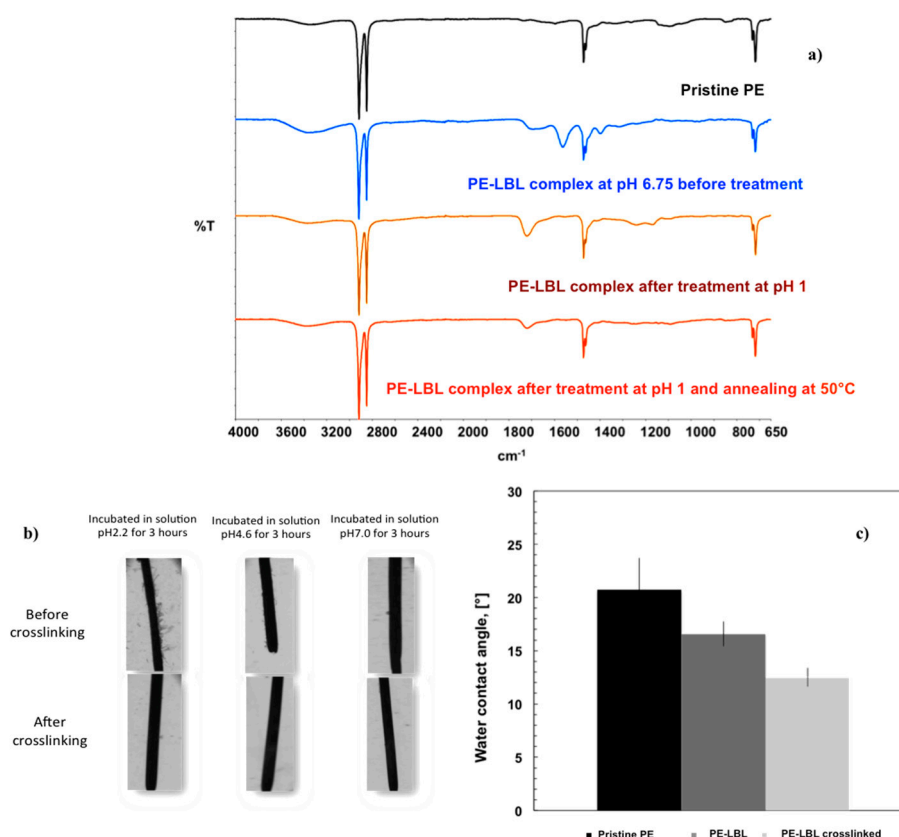 a)
Pristine PE
PE-LBL complex at pH 6.75 before treatment
%T
PE-LBL complex after treatment at pH 1
PE-LBL complex after treatment at pH 1 and annealing at 50°C
4000 3600 2800 2400 1800 1400 1200 800 650
cm⁻¹
b)
Incubated in solution
pH2.2 for 3 hours
Incubated in solution
pH4.6 for 3 hours
Incubated in solution
pH7.0 for 3 hours
Before
crosslinking
After
crosslinking
c)
Water contact angle, [°]
30
25
20
15
10
5
0
Pristine PE PE-LBL PE-LBL crosslinked